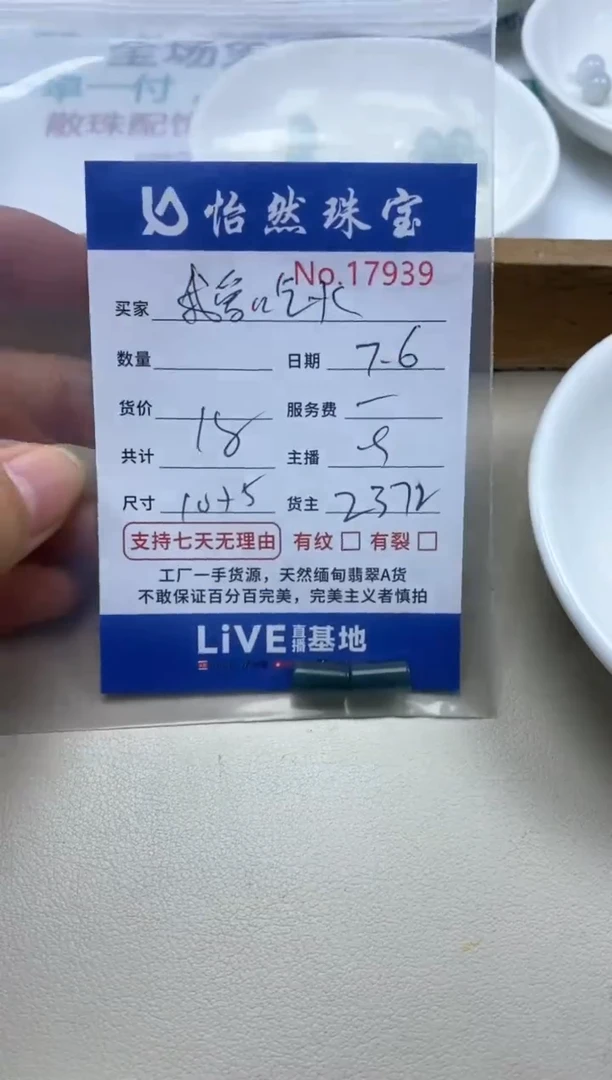 全场
单一付，
散珠配饰
怡然珠宝
No.17939
买家
数量 日期 7-6
货价 服务费 一
共计 18 主播
尺寸 10+5 货主 2372
支持七天无理由 有纹 □ 有裂 □
工厂一手货源，天然缅甸翡翠A货
不敢保证百分百完美，完美主义者慎拍
LiVE直播基地